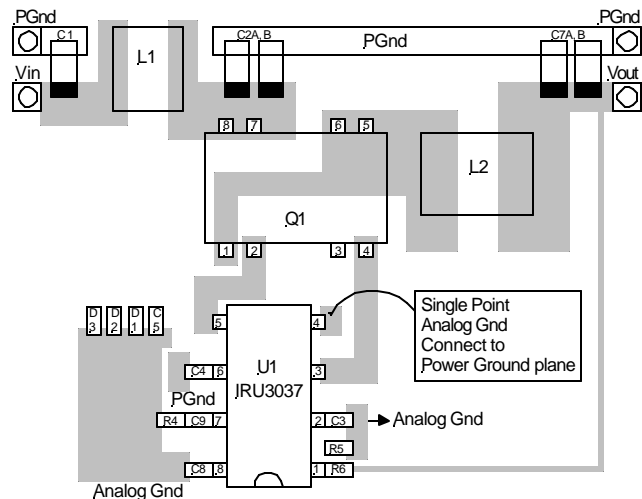 PGnd
PGnd
C1
C2A, B
PGnd
C7A, B
L1
Vin
Vout
8 7 6 5
L2
Q1
1 2 3 4
D3 D2 D1 C5
5 4
Single Point
Analog Gnd
Connect to
Power Ground plane
U1
IRU3037
C4 6 3
PGnd
R4 C9 7 2 C3
Analog Gnd
R5
C8 8 1 R6
Analog Gnd